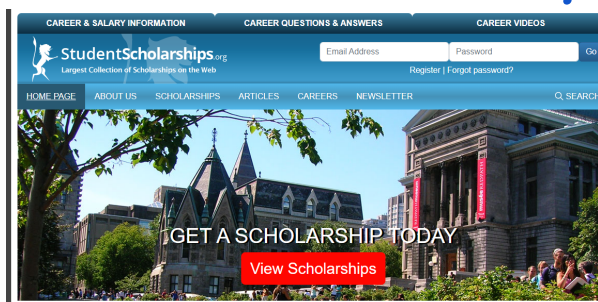 CAREER & SALARY INFORMATION
CAREER QUESTIONS & ANSWERS
CAREER VIDEOS
StudentScholarships.org
Largest Collection of Scholarships on the Web
Email Address
Password
Go
Register | Forgot password?
HOME PAGE
ABOUT US
SCHOLARSHIPS
ARTICLES
CAREERS
NEWSLETTER
SEARCH
GET A SCHOLARSHIP TODAY
View Scholarships